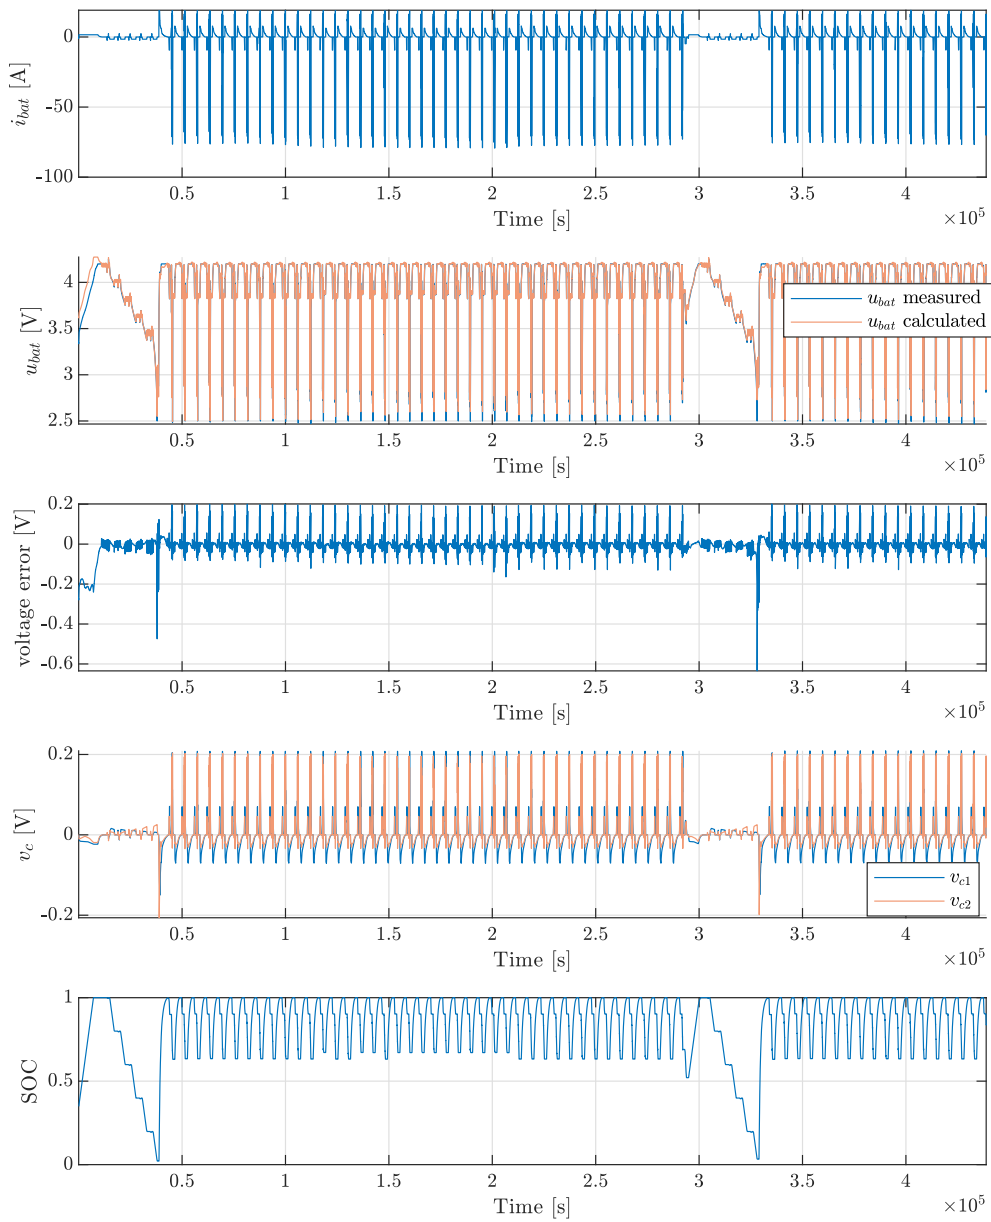 0
-50
-100
i_bat [A]
0.5 1 1.5 2 2.5 3 3.5 4
Time [s]
×10^5
4
3.5
3
2.5
u_bat [V]
u_bat measured
u_bat calculated
0.5 1 1.5 2 2.5 3 3.5 4
Time [s]
×10^5
0.2
0
-0.2
-0.4
-0.6
voltage error [V]
0.5 1 1.5 2 2.5 3 3.5 4
Time [s]
×10^5
0.2
0
-0.2
v_c [V]
v_c1
v_c2
0.5 1 1.5 2 2.5 3 3.5 4
Time [s]
×10^5
1
0.5
0
SOC
0.5 1 1.5 2 2.5 3 3.5 4
Time [s]
×10^5